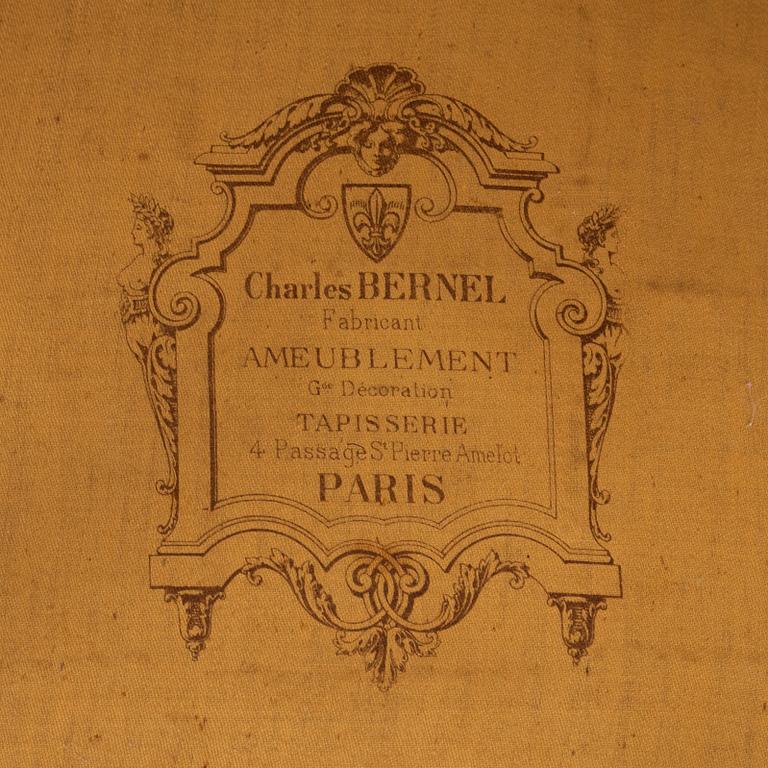 Charles BERNEL
Fabricant
AMEUBLEMENT
Gde Décoration
TAPISSERIE
4 Passage St Pierre Amelot
PARIS